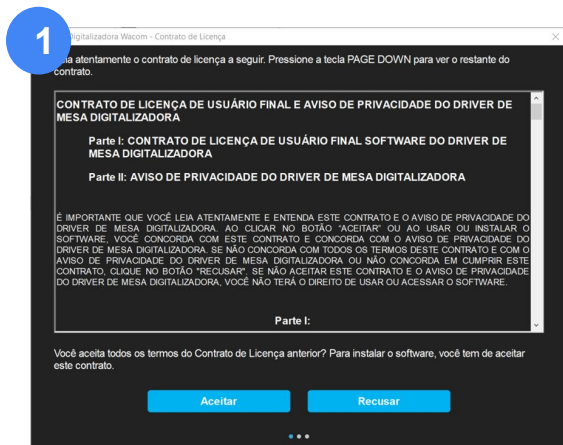 1
Digitalizadora Wacom - Contrato de Licença
atentamente o contrato de licença a seguir. Pressione a tecla PAGE DOWN para ver o restante do
contrato.
CONTRATO DE LICENÇA DE USUÁRIO FINAL E AVISO DE PRIVACIDADE DO DRIVER DE
MESA DIGITALIZADORA
Parte I: CONTRATO DE LICENÇA DE USUÁRIO FINAL SOFTWARE DO DRIVER DE
MESA DIGITALIZADORA
Parte II: AVISO DE PRIVACIDADE DO DRIVER DE MESA DIGITALIZADORA
É IMPORTANTE QUE VOCÊ LEIA ATENTAMENTE E ENTENDA ESTE CONTRATO E O AVISO DE PRIVACIDADE DO
DRIVER DE MESA DIGITALIZADORA. AO CLICAR NO BOTÃO "ACEITAR" OU AO USAR OU INSTALAR O
SOFTWARE, VOCÊ CONCORDA COM ESTE CONTRATO E CONCORDA COM O AVISO DE PRIVACIDADE DO
DRIVER DE MESA DIGITALIZADORA. SE NÃO CONCORDA COM TODOS OS TERMOS DESTE CONTRATO E COM O
AVISO DE PRIVACIDADE DO DRIVER DE MESA DIGITALIZADORA OU NÃO CONCORDA EM CUMPRIR ESTE
CONTRATO, CLIQUE NO BOTÃO "RECUSAR". SE NÃO ACEITAR ESTE CONTRATO E O AVISO DE PRIVACIDADE
DO DRIVER DE MESA DIGITALIZADORA, VOCÊ NÃO TERÁ O DIREITO DE USAR OU ACESSAR O SOFTWARE.
Parte I:
Você aceita todos os termos do Contrato de Licença anterior? Para instalar o software, você tem de aceitar
este contrato.
Aceitar
Recusar